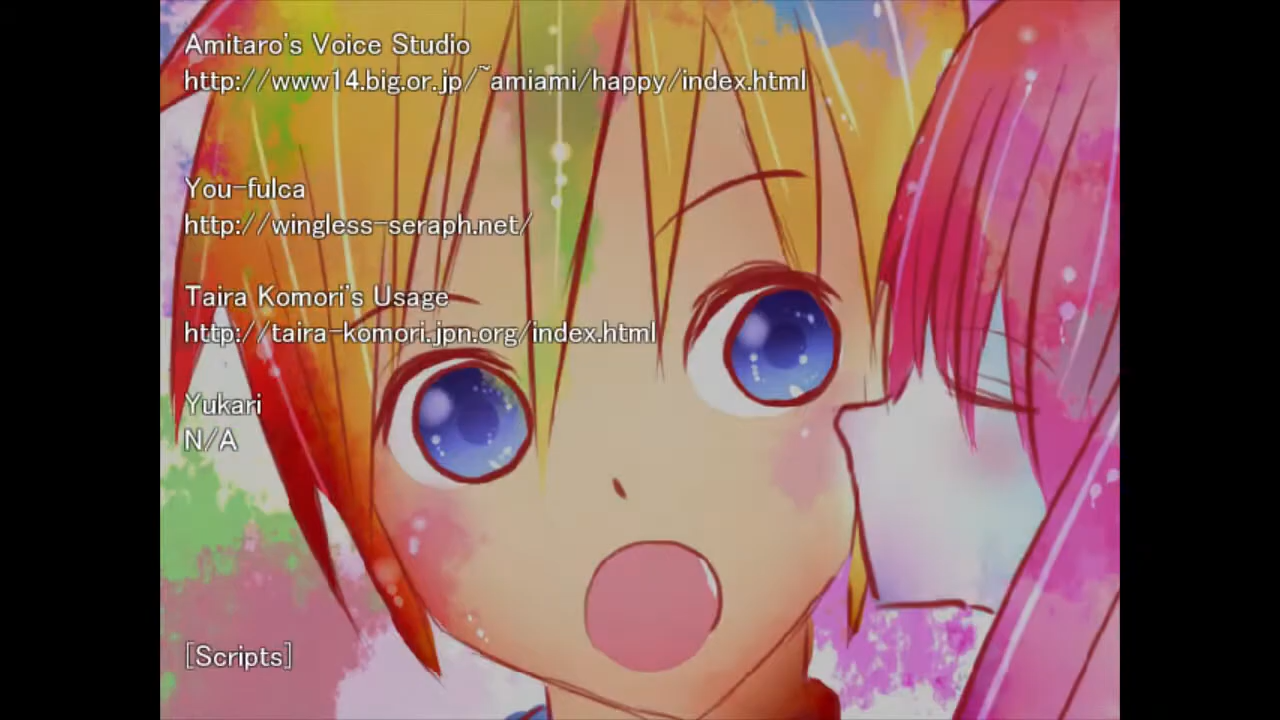 Amitaro's Voice Studio
http://www14.big.or.jp/~amiami/happy/index.html
You-fulca
http://wingless-seraph.net/
Taira Komori's Usage
http://taira-komori.jpn.org/index.html
Yukari
N/A
[Scripts]